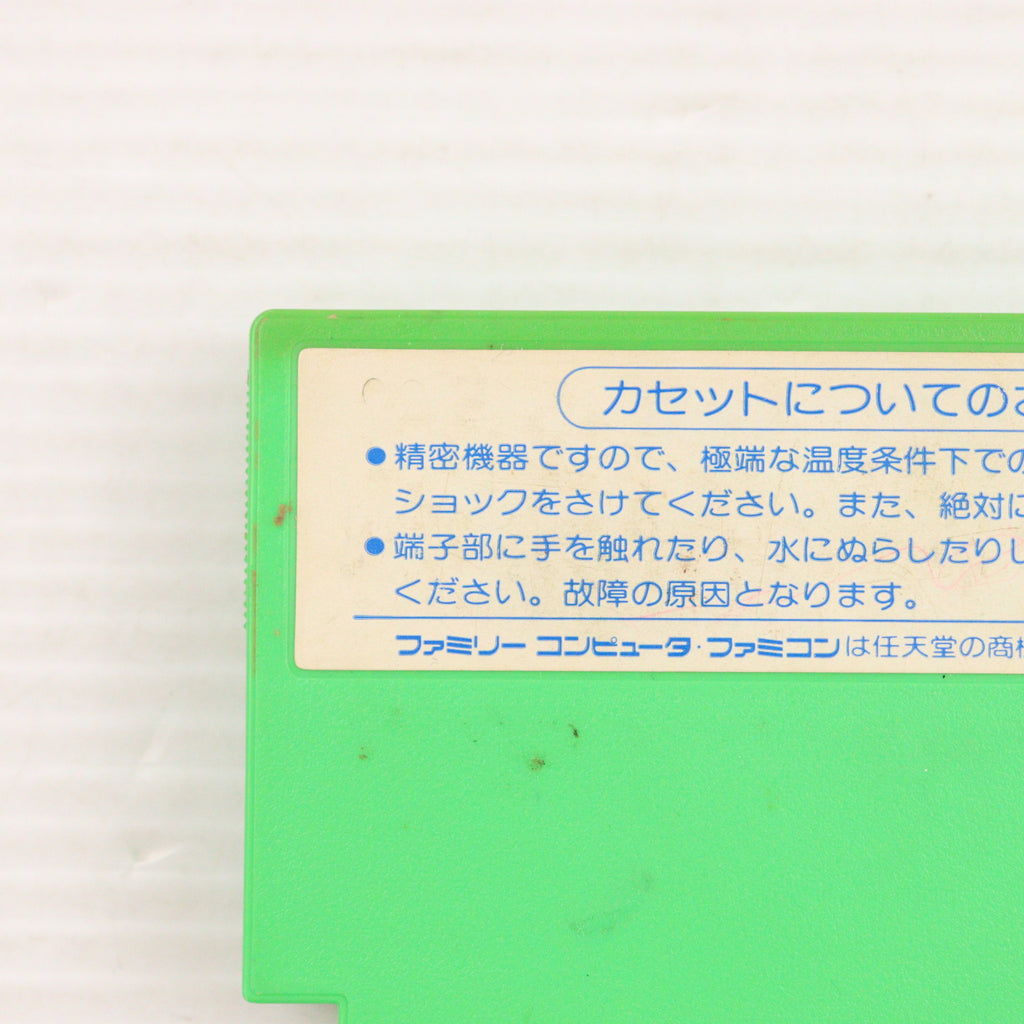 カセットについてのお
●精密機器ですので、極端な温度条件下での
ショックをさけてください。また、絶対に
●端子部に手を触れたり、水にぬらしたりし
ください。故障の原因となります。
ファミリーコンピュータ・ファミコンは任天堂の商標